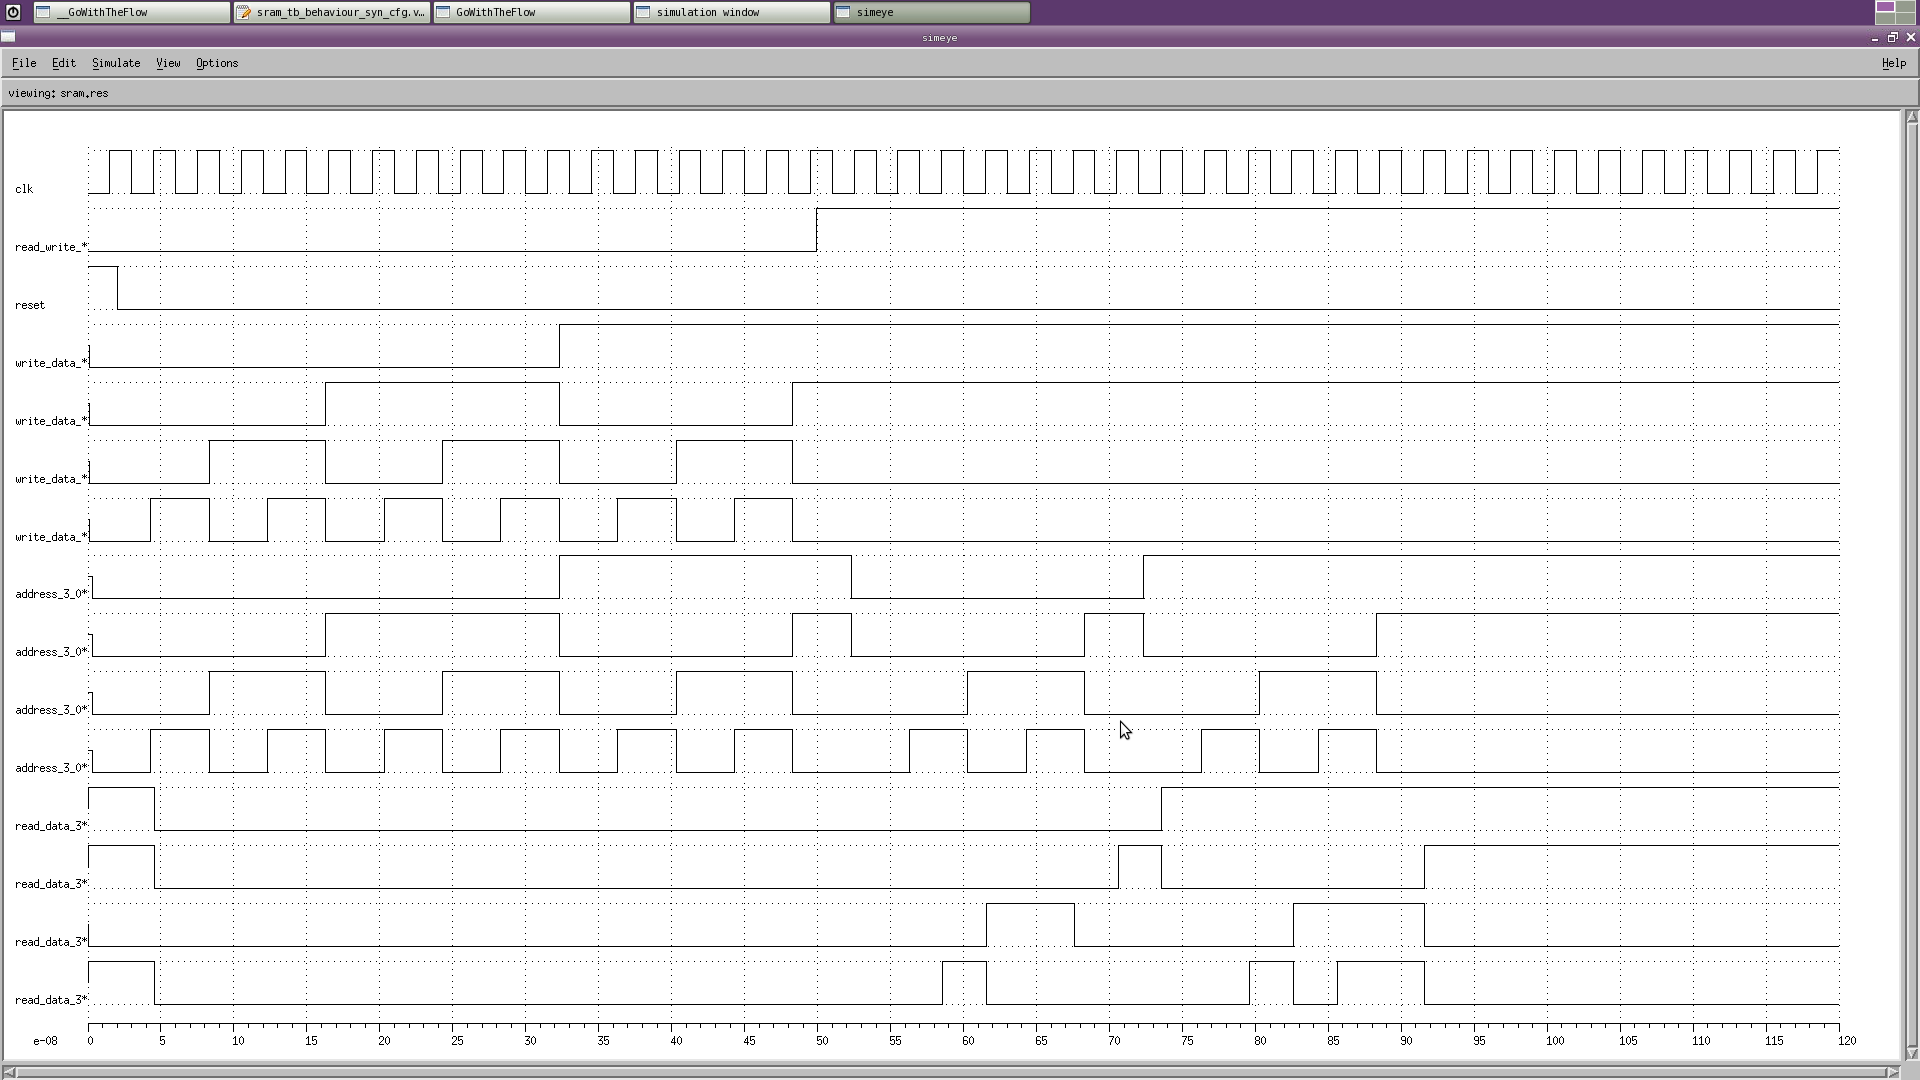 __GoWithTheFlow
sram_tb_behaviour_syn_cfg.v…
GoWithTheFlow
simulation window
simeye
simeye
File Edit Simulate View Options Help
viewing: sram.res
clk
read_write_*
reset
write_data_*
write_data_*
write_data_*
write_data_*
address_3_0*
address_3_0*
address_3_0*
address_3_0*
read_data_3*
read_data_3*
read_data_3*
read_data_3*
e-08 0 5 10 15 20 25 30 35 40 45 50 55 60 65 70 75 80 85 90 95 100 105 110 115 120